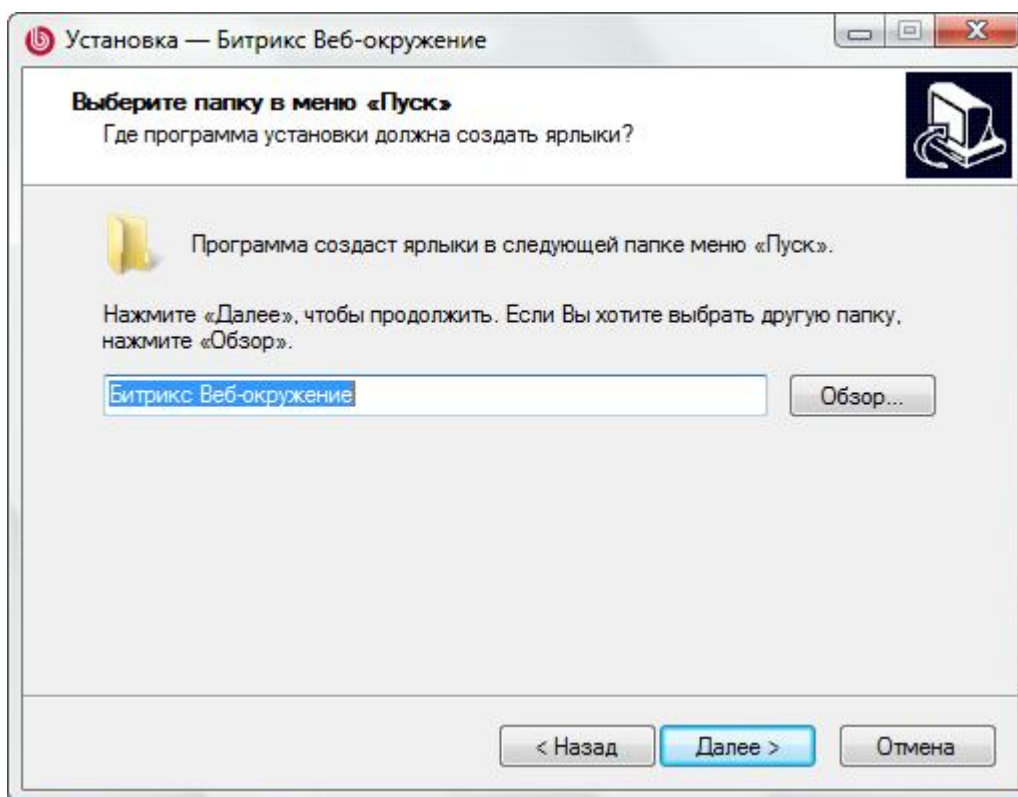 Установка — Битрикс Веб-окружение
Выберите папку в меню «Пуск»
Где программа установки должна создать ярлыки?
Программа создаст ярлыки в следующей папке меню «Пуск».
Нажмите «Далее», чтобы продолжить. Если Вы хотите выбрать другую папку,
нажмите «Обзор».
Битрикс Веб-окружение
Обзор...
< Назад
Далее >
Отмена